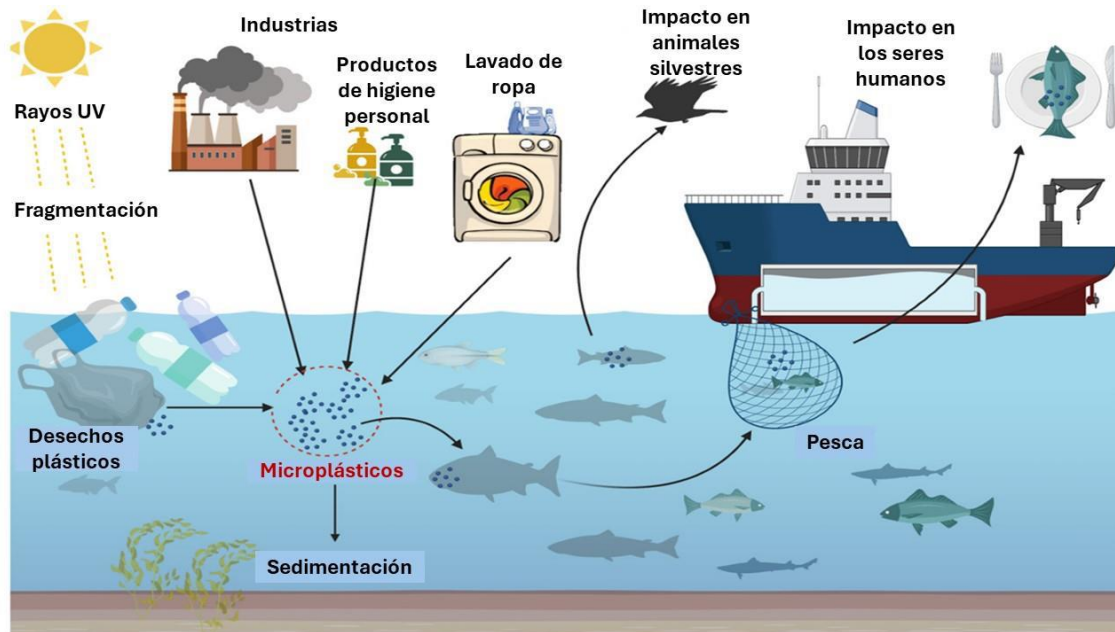 Industrias
Productos
de higiene
personal
Lavado de
ropa
Impacto en
animales
silvestres
Impacto en
los seres
humanos
Rayos UV
Fragmentación
Desechos
plásticos
Microplásticos
Pesca
Sedimentación